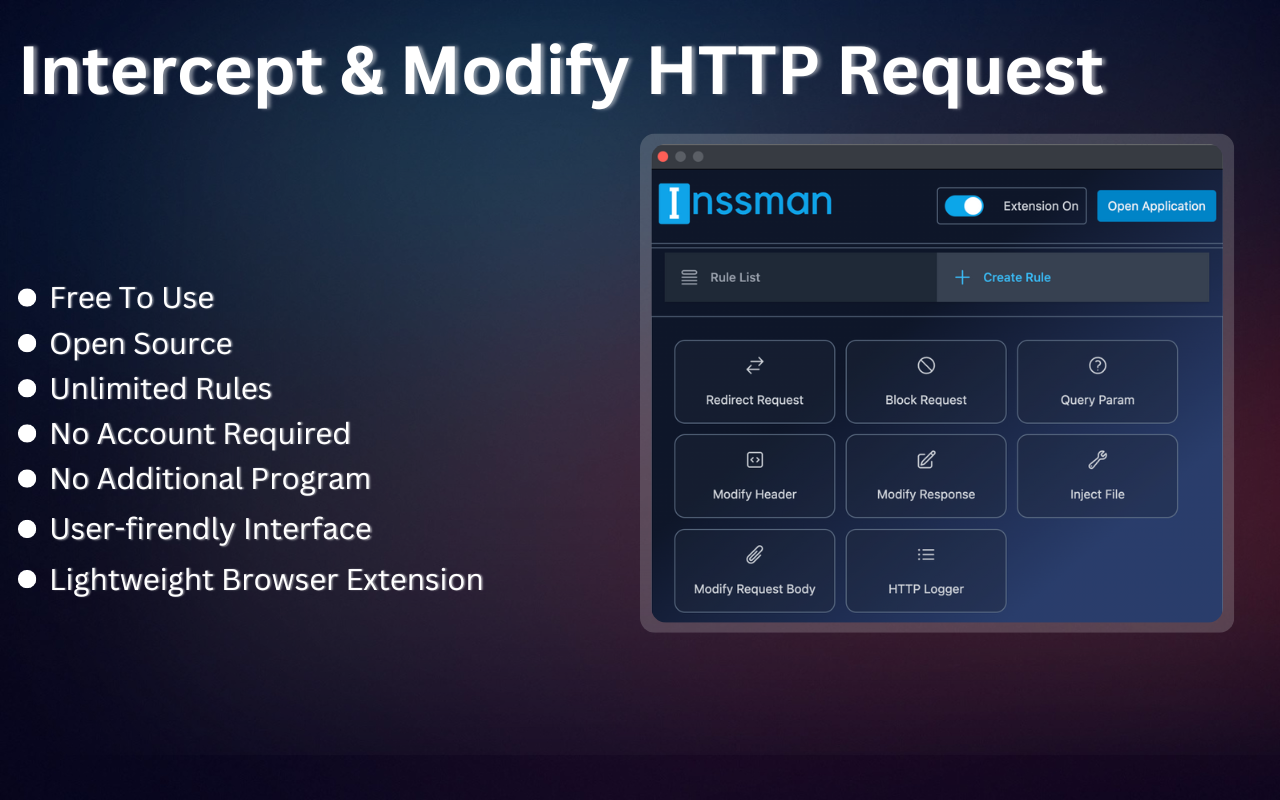 Intercept & Modify HTTP Request
Free To Use
Open Source
Unlimited Rules
No Account Required
No Additional Program
User-firendly Interface
Lightweight Browser Extension
Inssman
Extension On
Open Application
Rule List
Create Rule
Redirect Request
Block Request
Query Param
Modify Header
Modify Response
Inject File
Modify Request Body
HTTP Logger